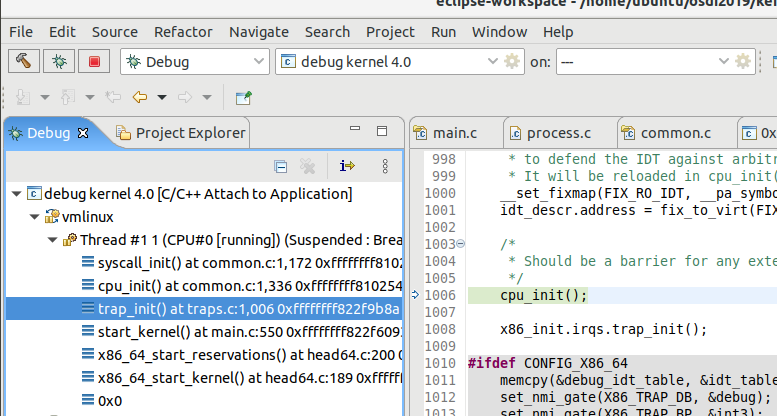 eclipse-workspace - /home/ubuntu/osdi2019/ker
File Edit Source Refactor Navigate Search Project Run Window Help
Debug debug kernel 4.0 on: ---
Debug Project Explorer
main.c process.c common.c 0x
debug kernel 4.0 [C/C++ Attach to Application]
vmlinux
Thread #1 1 (CPU#0 [running]) (Suspended : Brea
syscall_init() at common.c:1,172 0xffffffff8102
cpu_init() at common.c:1,336 0xffffffff810254
trap_init() at traps.c:1,006 0xffffffff822f9b8a
start_kernel() at main.c:550 0xffffffff822f609
x86_64_start_reservations() at head64.c:200 0
x86_64_start_kernel() at head64.c:189 0xffffff
0x0
998 * to defend the IDT against arbitr
999 * It will be reloaded in cpu_init(
1000 __set_fixmap(FIX_RO_IDT, __pa_symbo
1001 idt_descr.address = fix_to_virt(FIX
1002
1003 /*
1004 * Should be a barrier for any exte
1005 */
1006 cpu_init();
1007
1008 x86_init.irqs.trap_init();
1009
1010 #ifdef CONFIG_X86_64
1011 memcpy(&debug_idt_table, &idt_table
1012 set_nmi_gate(X86_TRAP_DB, &debug);
1013 set_nmi_gate(X86_TRAP_BP, &int3);